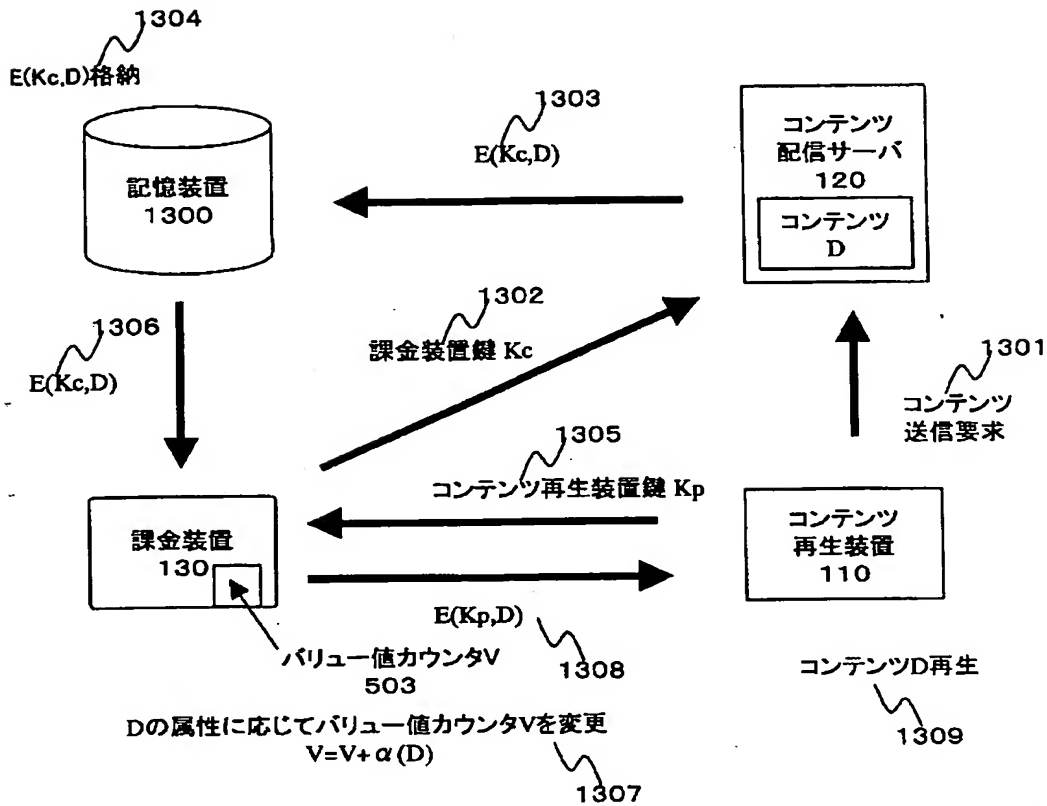 1304
E(Kc,D)格納
記憶装置
1300
1303
E(Kc,D)
コンテンツ
配信サーバ
120
コンテンツ
D
1306
E(Kc,D)
1302
課金装置鍵 Kc
1301
コンテンツ
送信要求
1305
コンテンツ再生装置鍵 Kp
課金装置
130
コンテンツ
再生装置
110
E(Kp,D)
1308
バリュー値カウンタV
503
コンテンツD再生
1309
Dの属性に応じてバリュー値カウンタVを変更
V=V+α(D)
1307